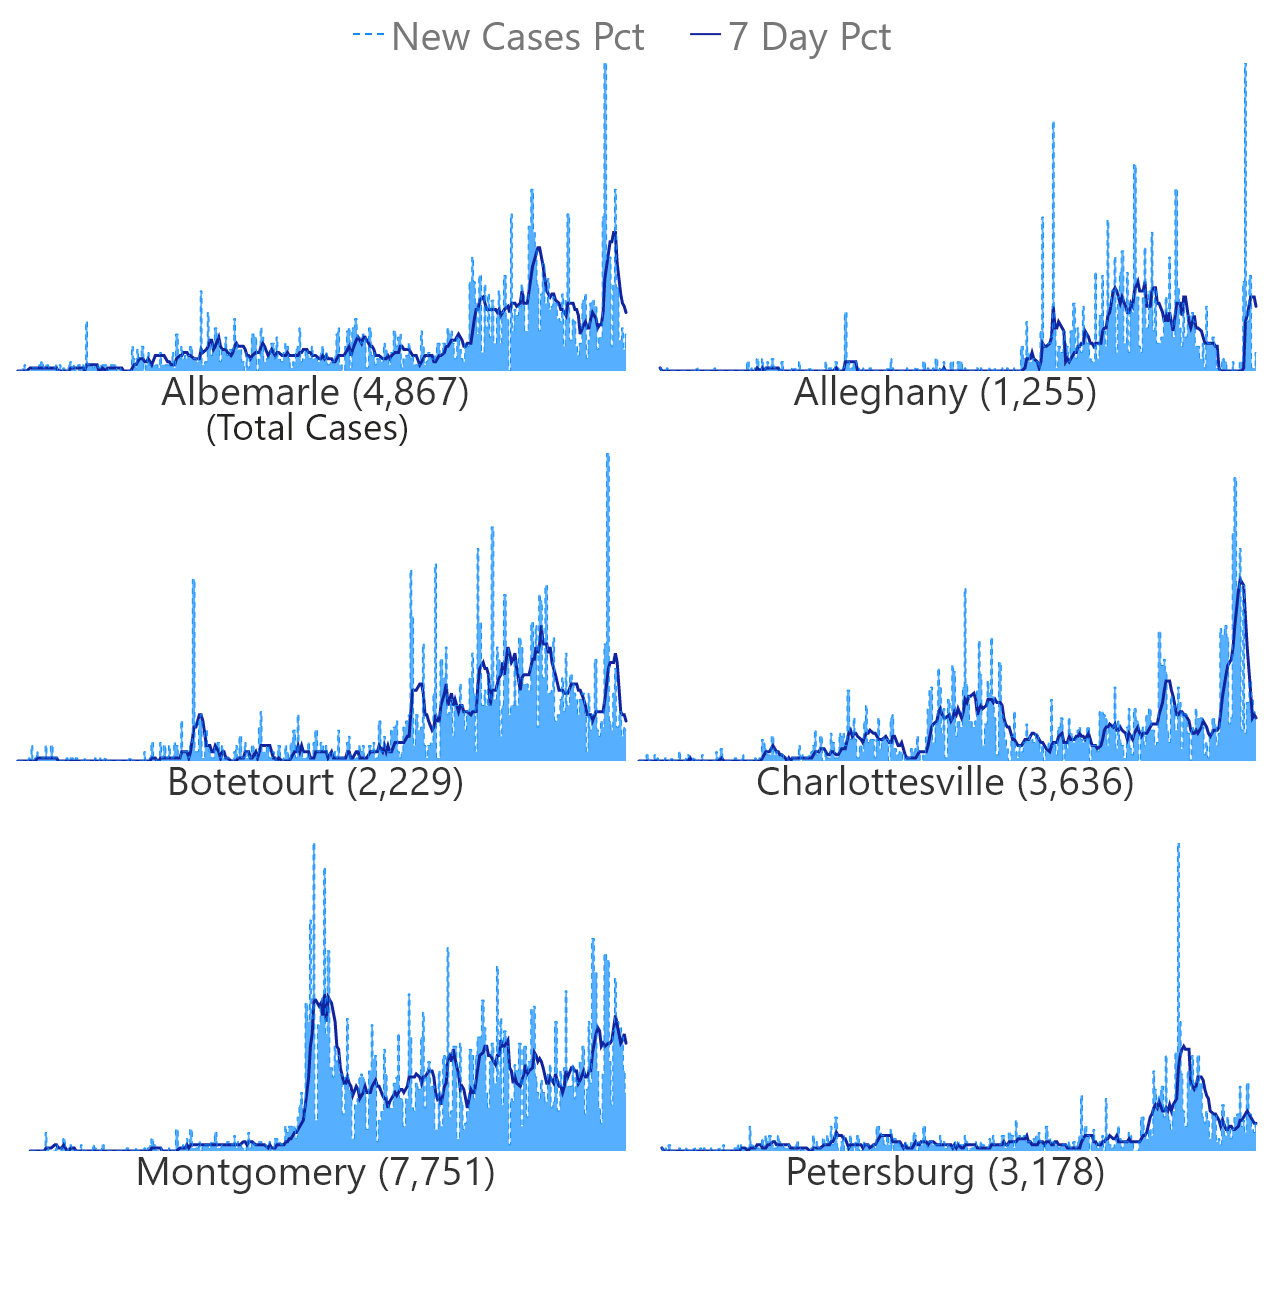 New Cases Pct 7 Day Pct
Albemarle (4,867) Alleghany (1,255)
(Total Cases)
Botetourt (2,229) Charlottesville (3,636)
Montgomery (7,751) Petersburg (3,178)